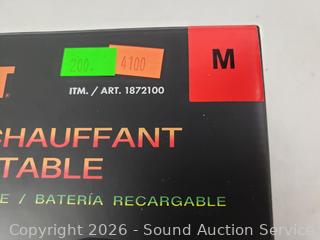 200. 4100 M
T
ITM. / ART. 1872100
CHAUFFANT
TABLE
E / BATERÍA RECARGABLE
Copyright 2026 - Sound Auction Service